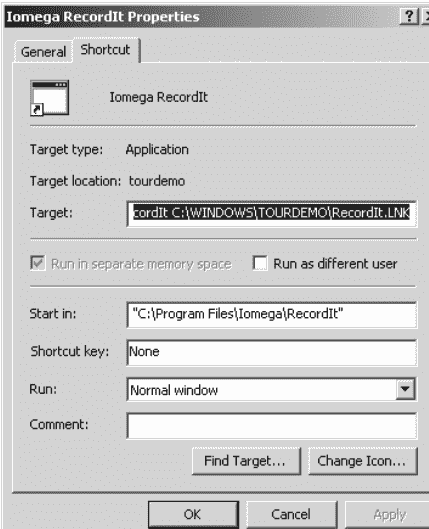 Iomega RecordIt Properties
General Shortcut
Iomega RecordIt
Target type: Application
Target location: tourdemo
Target: cordIt C:\WINDOWS\TOURDEMO\RecordIt.LNK
Run in separate memory space Run as different user
Start in: "C:\Program Files\Iomega\RecordIt"
Shortcut key: None
Run: Normal window
Comment:
Find Target... Change Icon...
OK Cancel Apply